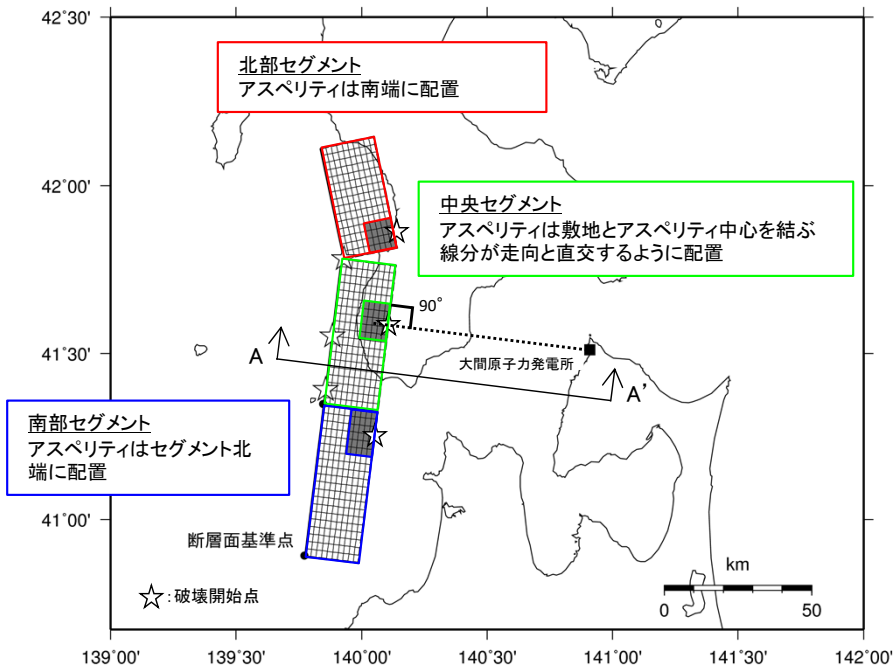 42˚30'
42˚00'
41˚30'
41˚00'
139˚00'
139˚30'
140˚00'
140˚30'
141˚00'
141˚30'
142˚00'
北部セグメント
アスペリティは南端に配置
中央セグメント
アスペリティは敷地とアスペリティ中心を結ぶ
線分が走向と直交するように配置
90˚
大間原子力発電所
A
A'
南部セグメント
アスペリティはセグメント北
端に配置
断層面基準点
☆:破壊開始点
km
0
50